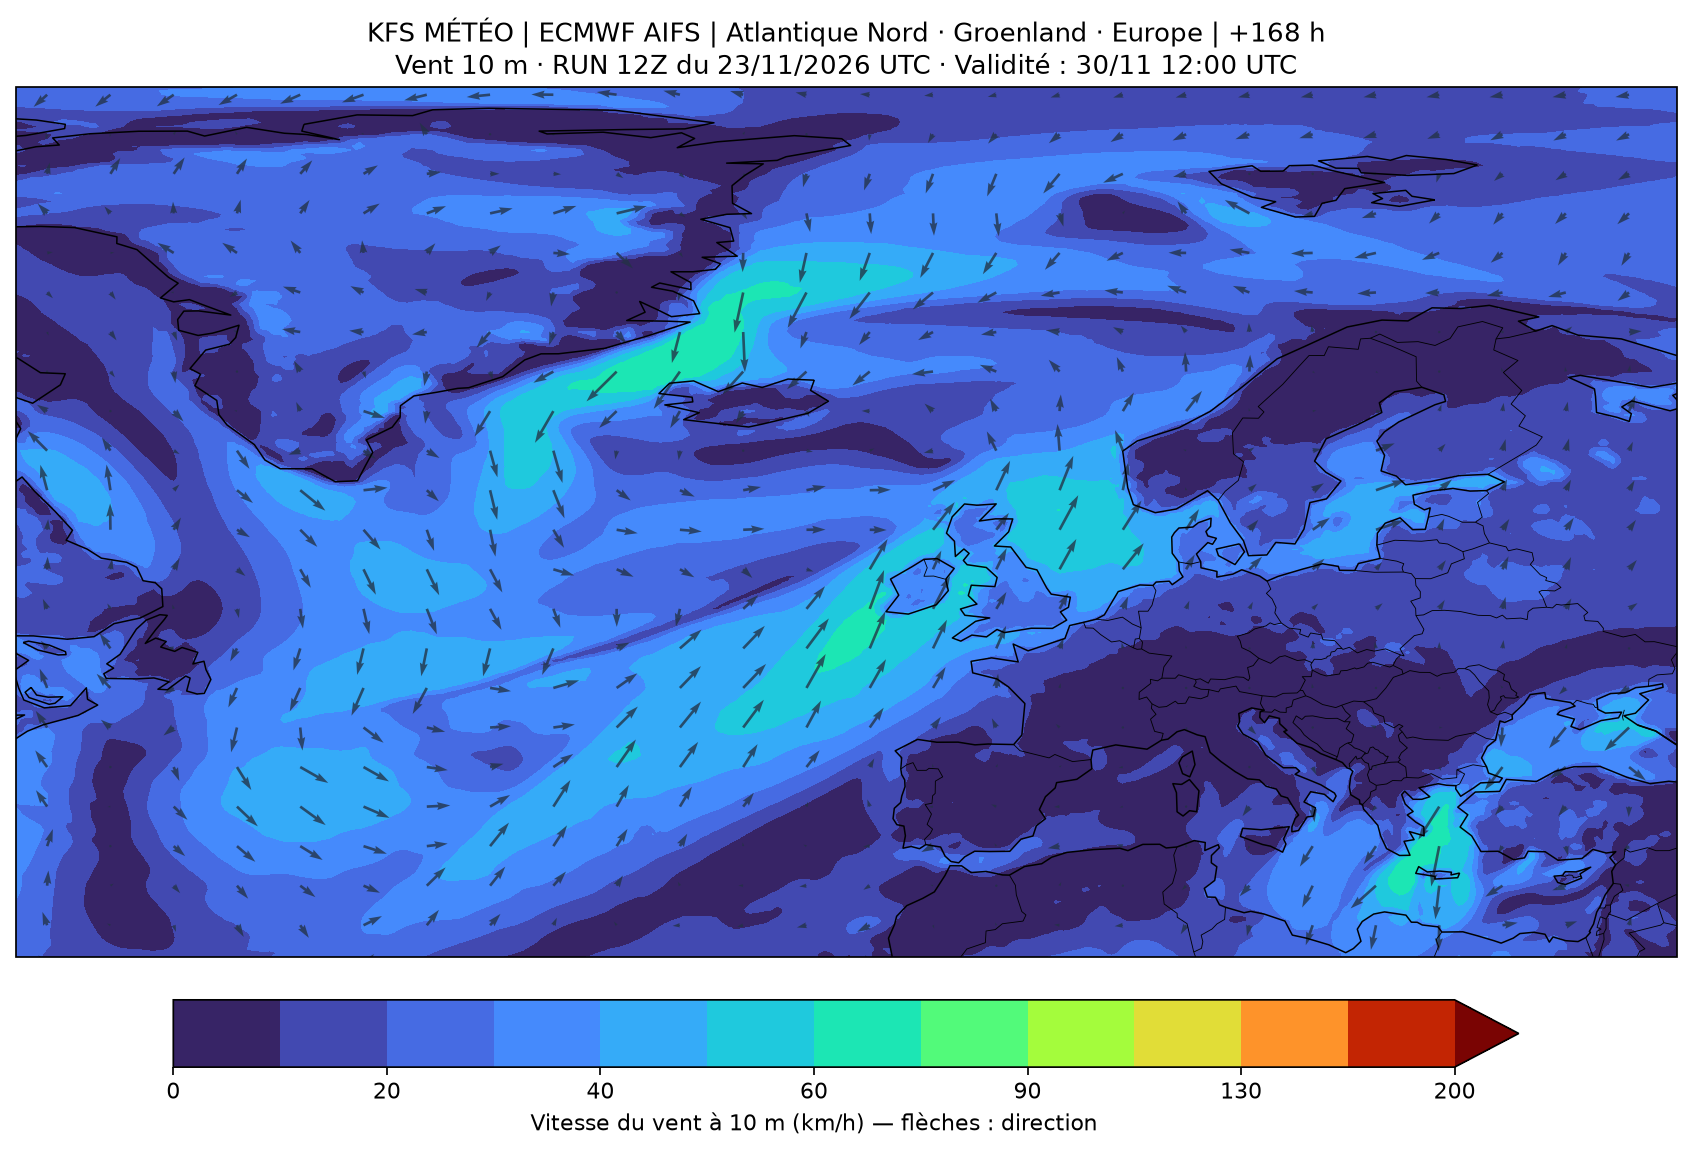 KFS MÉTÉO | ECMWF AIFS | Atlantique Nord · Groenland · Europe | +168 h
Vent 10 m · RUN 12Z du 23/11/2026 UTC · Validité : 30/11 12:00 UTC
0 20 40 60 90 130 200
Vitesse du vent à 10 m (km/h) — flèches : direction